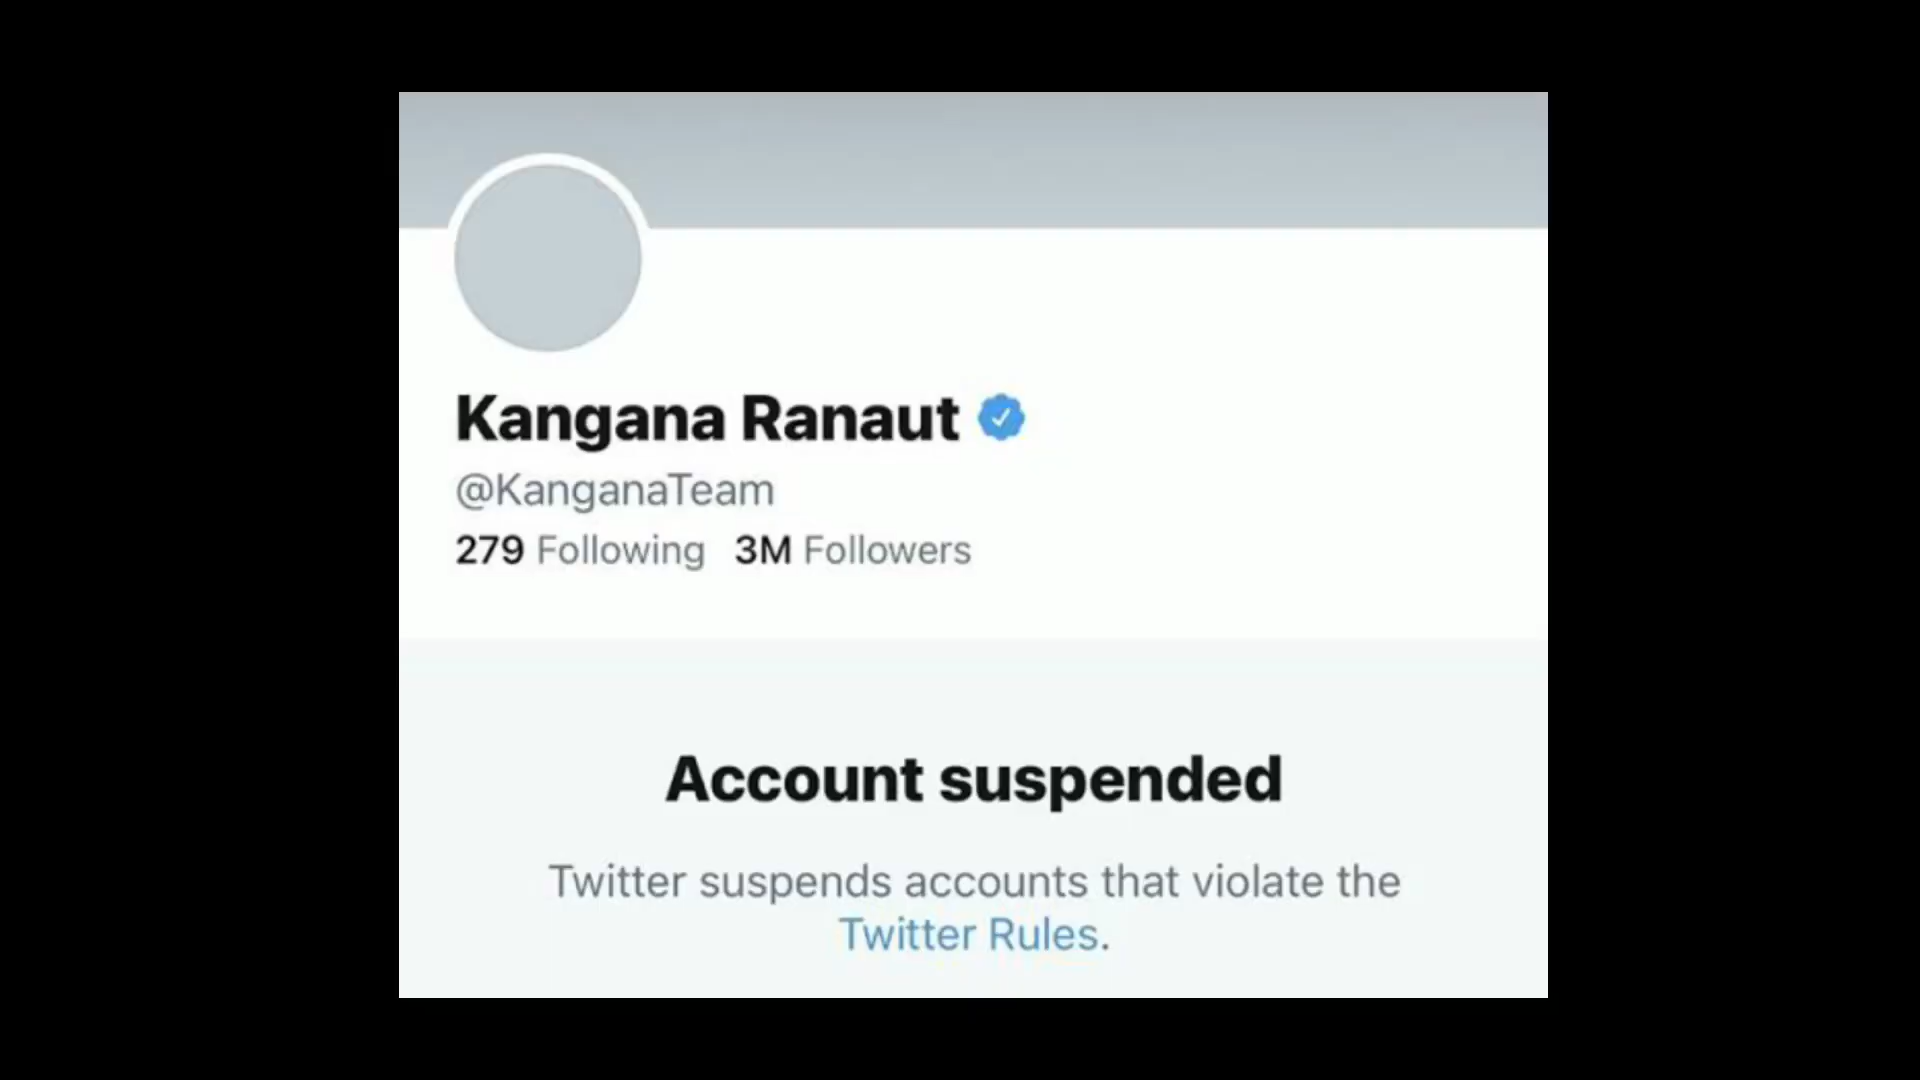 Kangana Ranaut
@KanganaTeam
279 Following 3M Followers
Account suspended
Twitter suspends accounts that violate the
Twitter Rules.